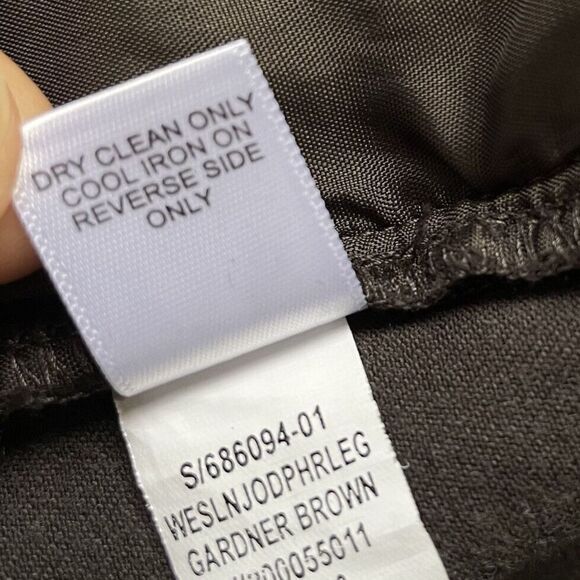 DRY CLEAN ONLY
COOL IRON ON
REVERSE SIDE
ONLY
S/686094-01
WESLNJODPHRLEG
GARDNER BROWN